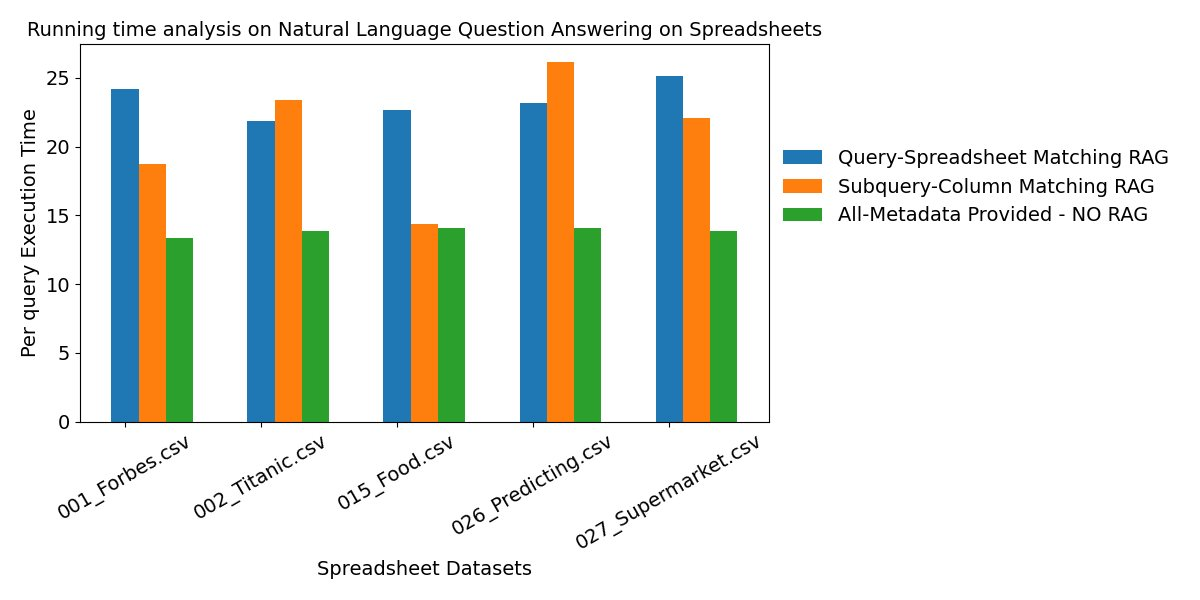 Running time analysis on Natural Language Question Answering on Spreadsheets
Per query Execution Time
25
20
15
10
5
0
001_Forbes.csv
002_Titanic.csv
015_Food.csv
026_Predicting.csv
027_Supermarket.csv
Spreadsheet Datasets
Query-Spreadsheet Matching RAG
Subquery-Column Matching RAG
All-Metadata Provided - NO RAG